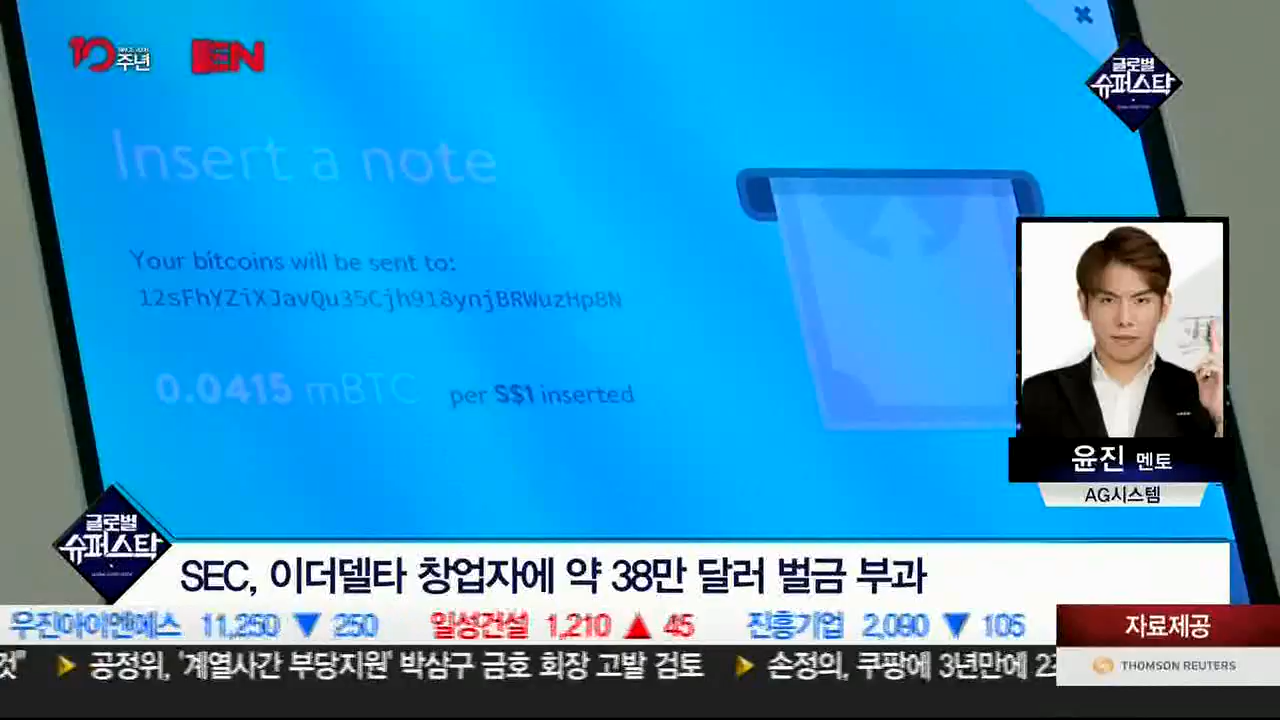 10주년
EN
글로벌
슈퍼스탁
Insert a note
Your bitcoins will be sent to:
12sFhYZiXJavQu35Cjh918ynjBRWuzHp8N
0.0415 mBTC per S$1 inserted
윤진 멘토
AG시스템
글로벌
슈퍼스탁
SEC, 이더델타 창업자에 약 38만 달러 벌금 부과
우진아이엔에스 11,250 ▼ 250 일성건설 1,210 ▲ 45 진흥기업 2,090 ▼ 105
자료제공
THOMSON REUTERS
것" ▶ 공정위, '계열사간 부당지원' 박삼구 금호 회장 고발 검토 ▶ 손정의, 쿠팡에 3년만에